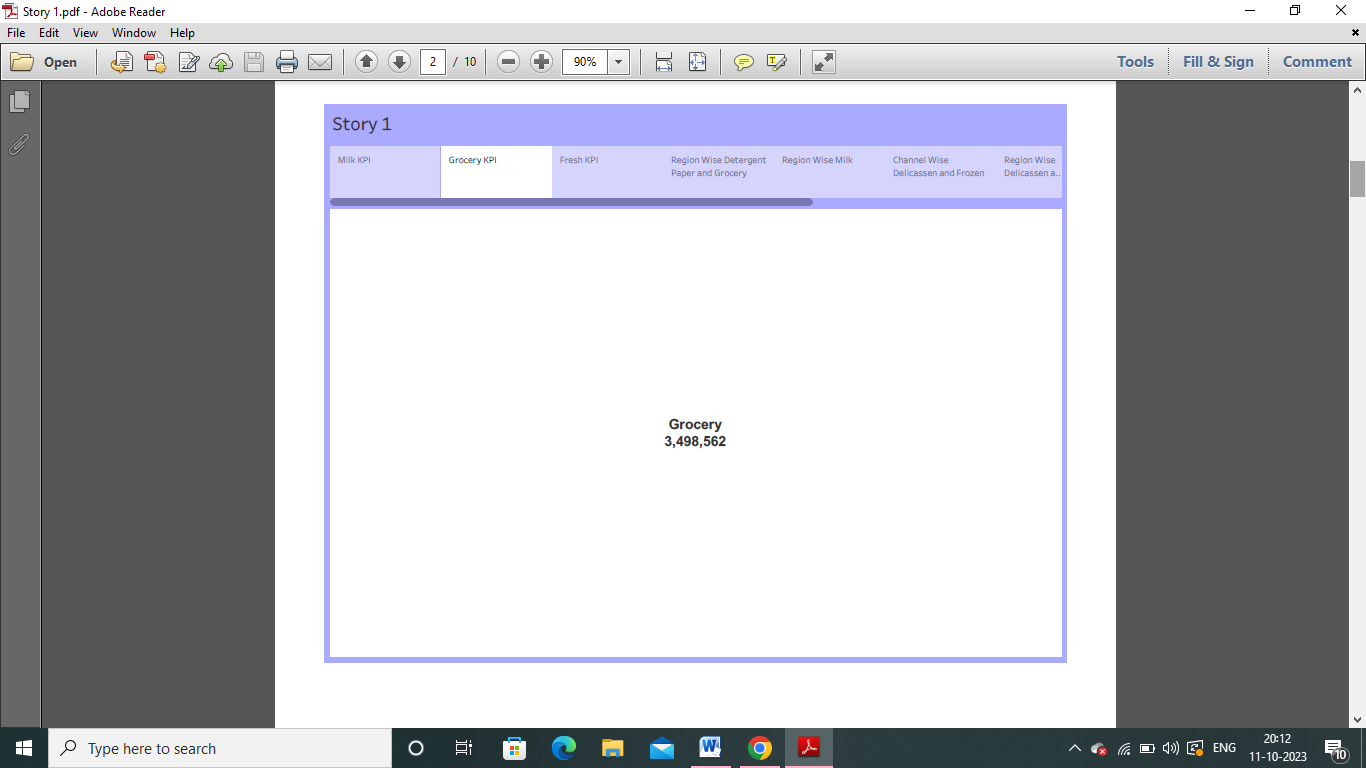 Story 1.pdf - Adobe Reader
File Edit View Window Help
Open 2 / 10 90% Tools Fill & Sign Comment
Story 1
Milk KPI
Grocery KPI
Fresh KPI
Region Wise Detergent
Paper and Grocery
Region Wise Milk
Channel Wise
Delicassen and Frozen
Region Wise
Delicassen a..
Grocery
3,498,562
Type here to search
ENG
20:12
11-10-2023
10